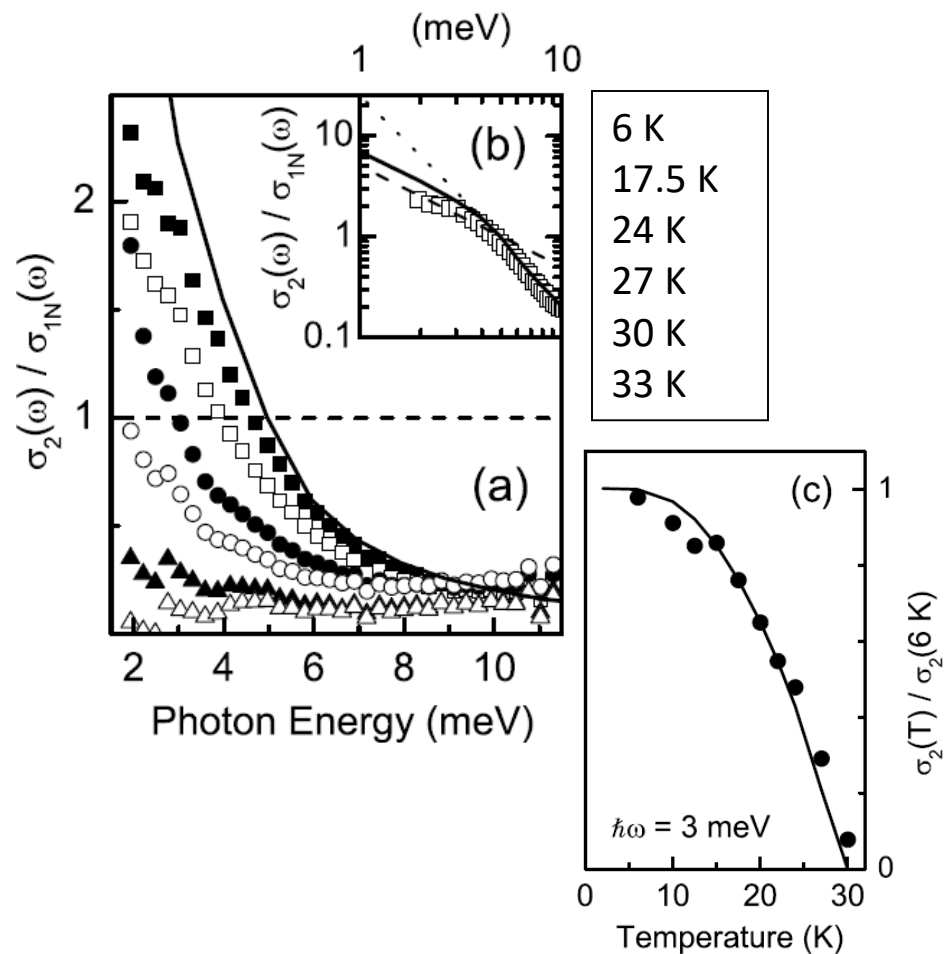 (meV)
1 10
σ₂(ω) / σ₁N(ω)
10
1
0.1
(b)
6 K
17.5 K
24 K
27 K
30 K
33 K
σ₂(ω) / σ₁N(ω)
2
1
(a)
2 4 6 8 10
Photon Energy (meV)
(c)
1
0
σ₂(T) / σ₂(6 K)
ħω = 3 meV
0 10 20 30
Temperature (K)